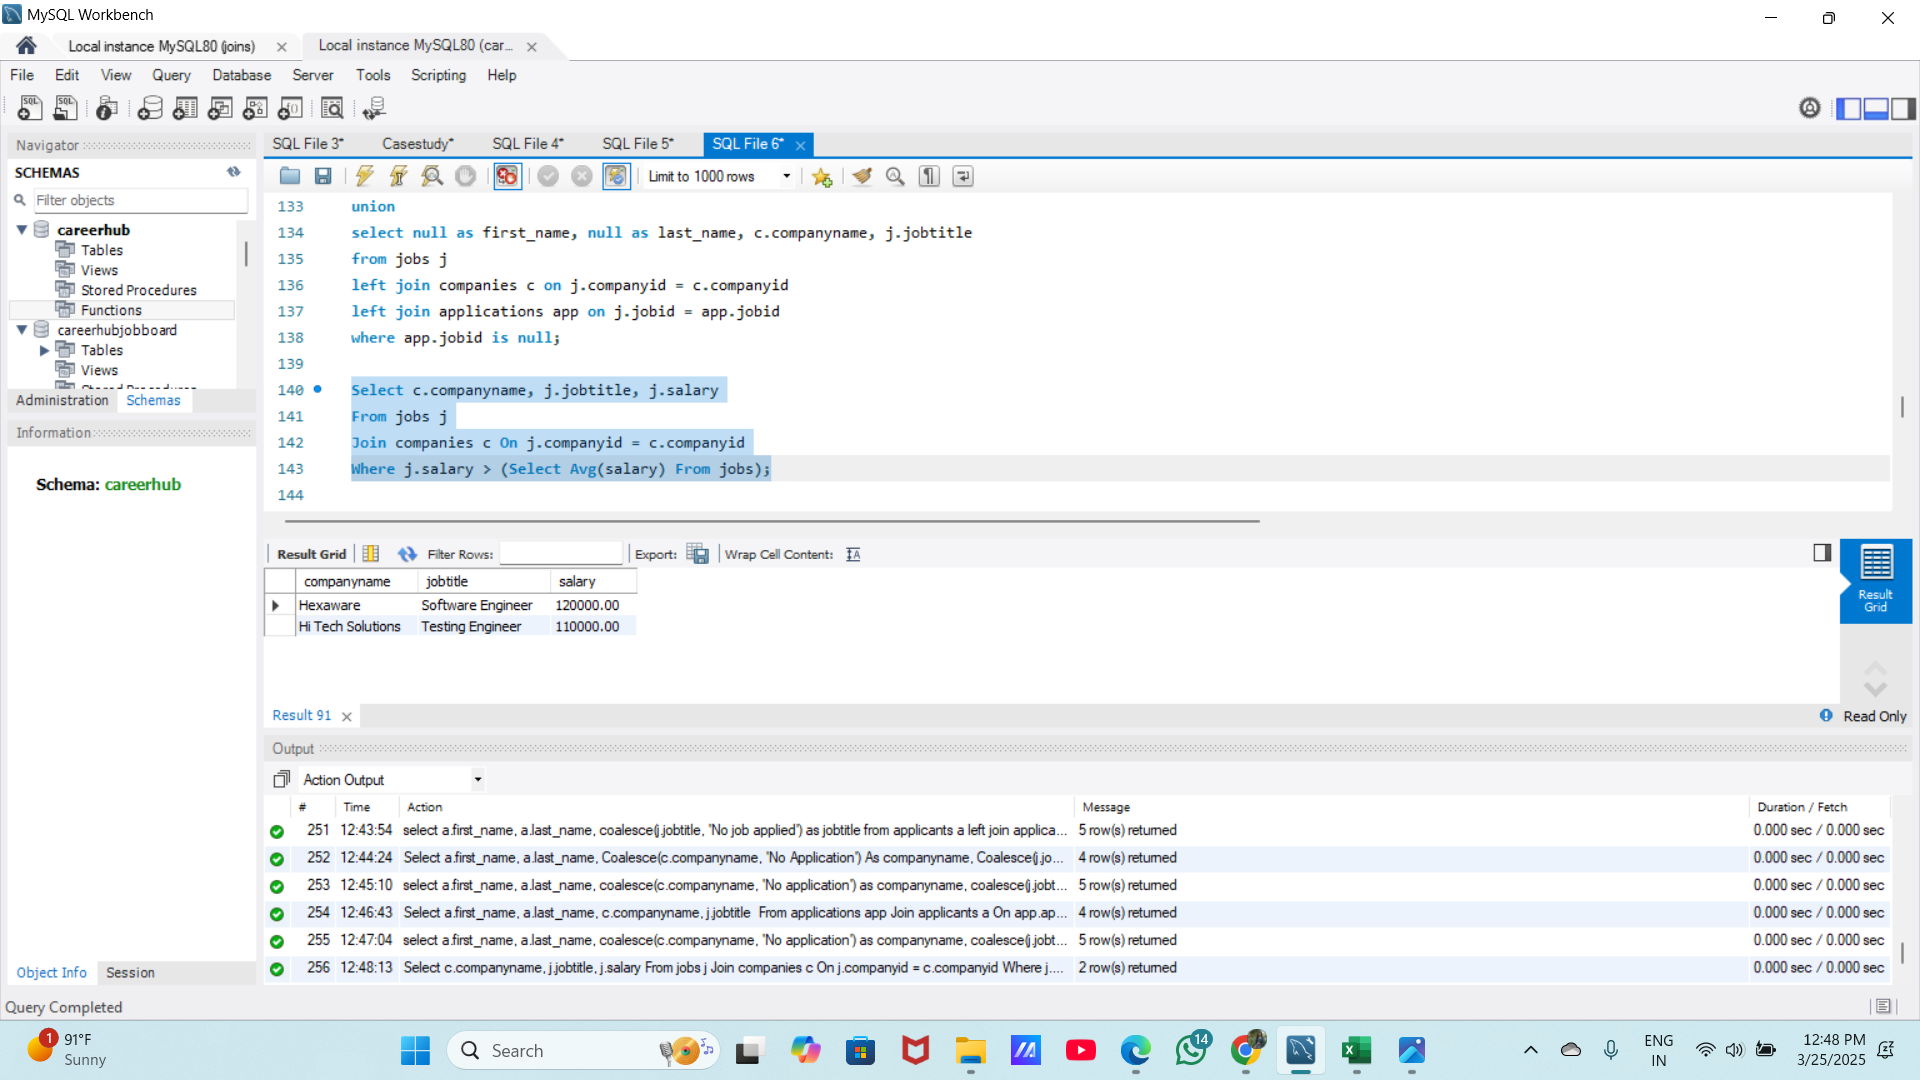 MySQL Workbench
Local instance MySQL80 (joins)
Local instance MySQL80 (car...
File Edit View Query Database Server Tools Scripting Help
Navigator
SCHEMAS
Filter objects
careerhub
Tables
Views
Stored Procedures
Functions
careerhubjobboard
Tables
Views
Stored Procedures
Administration Schemas
Information
Schema: careerhub
Object Info Session
Query Completed
SQL File 3* Casestudy* SQL File 4* SQL File 5* SQL File 6*
Limit to 1000 rows
133 union
134 select null as first_name, null as last_name, c.companyname, j.jobtitle
135 from jobs j
136 left join companies c on j.companyid = c.companyid
137 left join applications app on j.jobid = app.jobid
138 where app.jobid is null;
139
140 Select c.companyname, j.jobtitle, j.salary
141 From jobs j
142 Join companies c On j.companyid = c.companyid
143 Where j.salary > (Select Avg(salary) From jobs);
144
Result Grid Filter Rows: Export: Wrap Cell Content:
companyname jobtitle salary
Hexaware Software Engineer 120000.00
Hi Tech Solutions Testing Engineer 110000.00
Result Grid
Result 91
Read Only
Output
Action Output
# Time Action Message Duration / Fetch
251 12:43:54 select a.first_name, a.last_name, coalesce(j.jobtitle, 'No job applied') as jobtitle from applicants a left join applica... 5 row(s) returned 0.000 sec / 0.000 sec
252 12:44:24 Select a.first_name, a.last_name, Coalesce(c.companyname, 'No Application') As companyname, Coalesce(j.jo... 4 row(s) returned 0.000 sec / 0.000 sec
253 12:45:10 select a.first_name, a.last_name, coalesce(c.companyname, 'No application') as companyname, coalesce(j.jobt... 5 row(s) returned 0.000 sec / 0.000 sec
254 12:46:43 Select a.first_name, a.last_name, c.companyname, j.jobtitle From applications app Join applicants a On app.ap... 4 row(s) returned 0.000 sec / 0.000 sec
255 12:47:04 select a.first_name, a.last_name, coalesce(c.companyname, 'No application') as companyname, coalesce(j.jobt... 5 row(s) returned 0.000 sec / 0.000 sec
256 12:48:13 Select c.companyname, j.jobtitle, j.salary From jobs j Join companies c On j.companyid = c.companyid Where j.... 2 row(s) returned 0.000 sec / 0.000 sec
1
91°F
Sunny
Search
14
ENG
IN
12:48 PM
3/25/2025